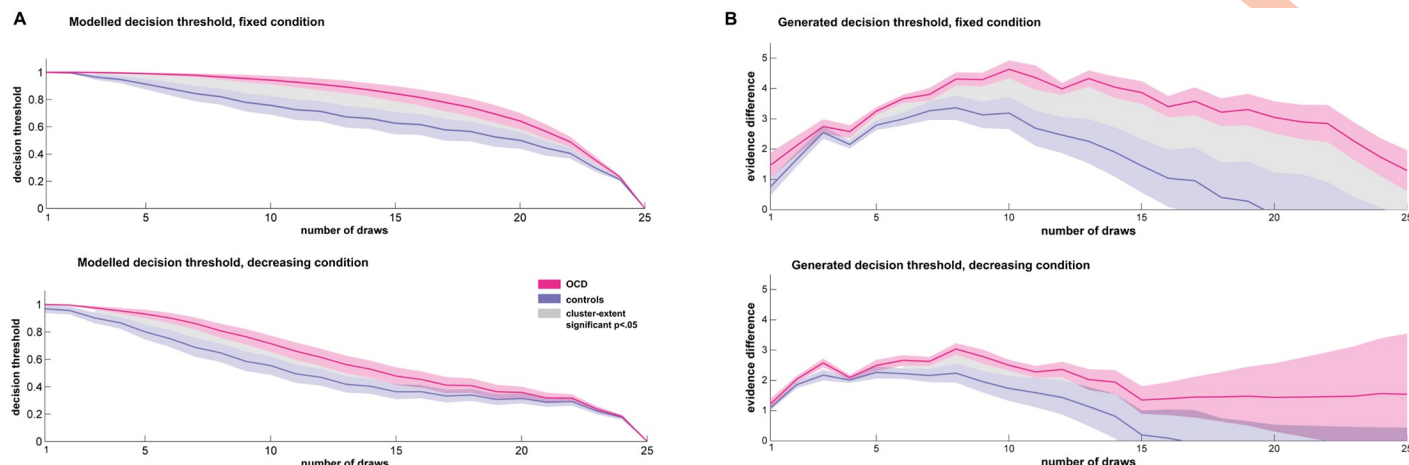 A
Modelled decision threshold, fixed condition
decision threshold
1
0.8
0.6
0.4
0.2
0
1 5 10 15 20 25
number of draws
Modelled decision threshold, decreasing condition
OCD
controls
cluster-extent
significant p<.05
decision threshold
1
0.8
0.6
0.4
0.2
0
1 5 10 15 20 25
number of draws
B
Generated decision threshold, fixed condition
evidence difference
5
4
3
2
1
0
1 5 10 15 20 25
number of draws
Generated decision threshold, decreasing condition
evidence difference
5
4
3
2
1
0
1 5 10 15 20 25
number of draws